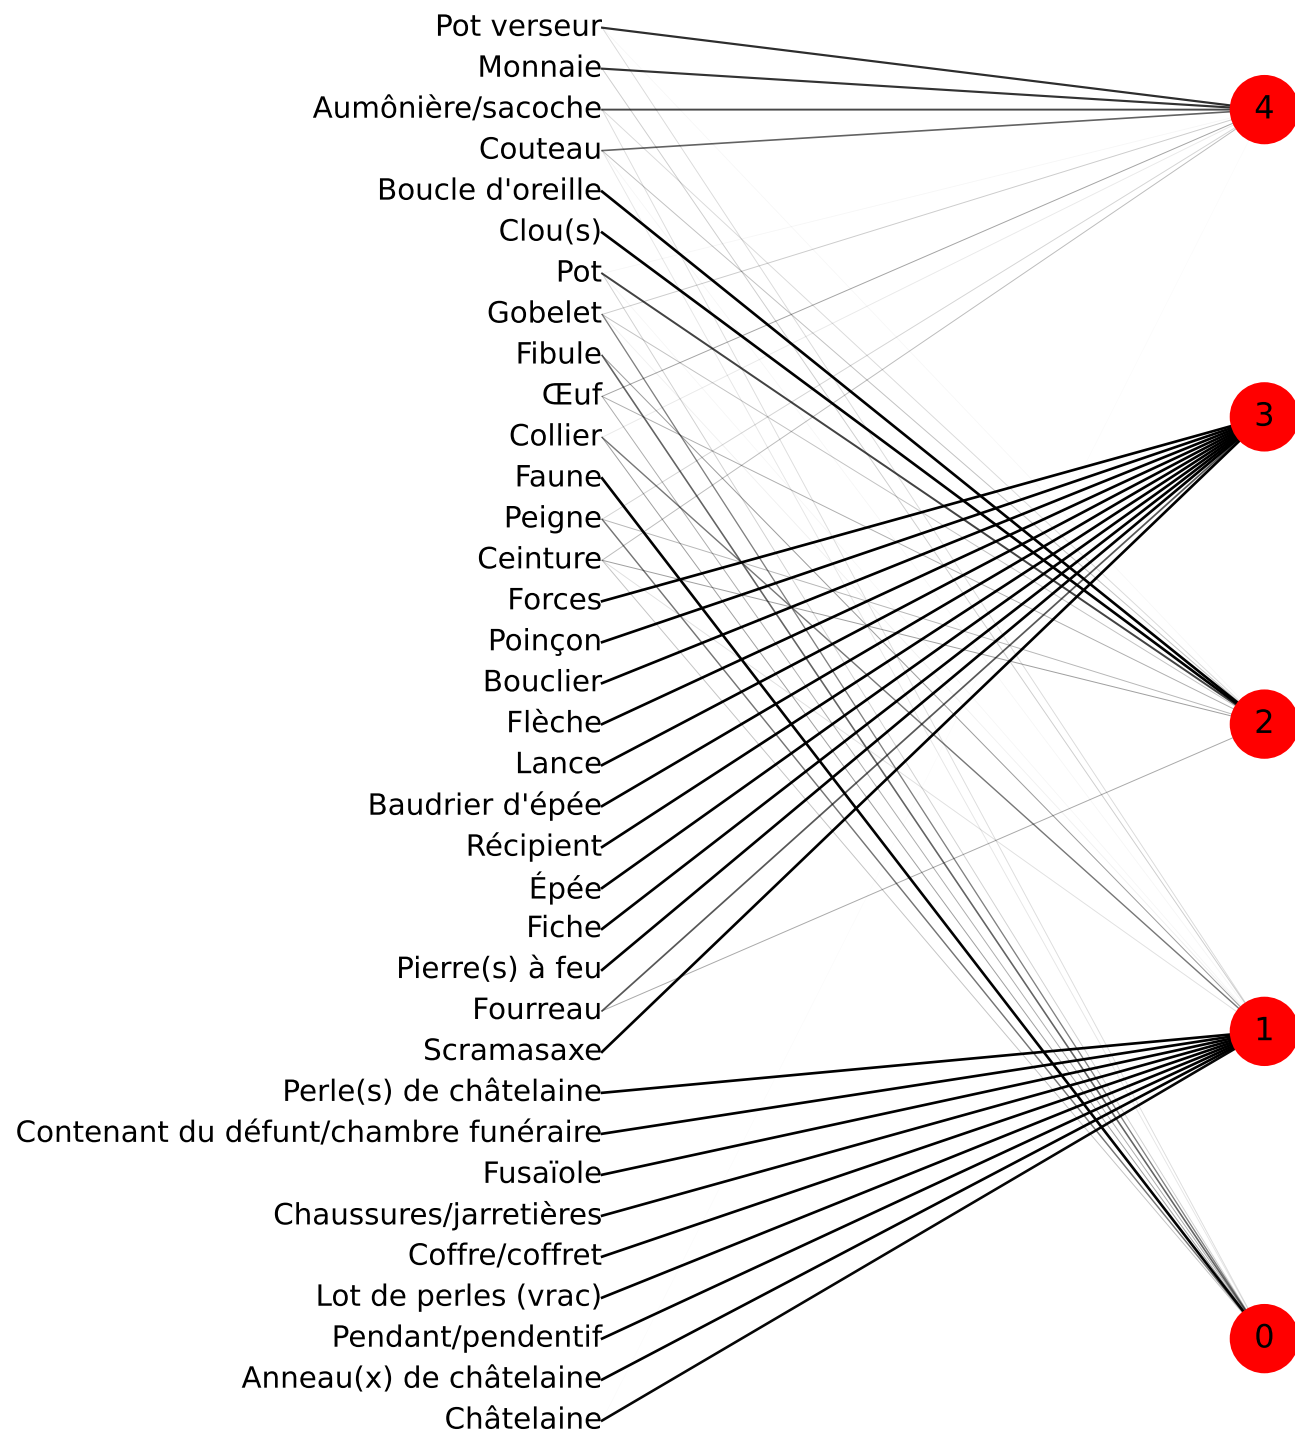 Pot verseur
Monnaie
Aumônière/sacoche
4
Couteau
Boucle d'oreille
Clou(s)
Pot
Gobelet
Fibule
Œuf
3
Collier
Faune
Peigne
Ceinture
Forces
Poinçon
Bouclier
Flèche
2
Lance
Baudrier d'épée
Récipient
Épée
Fiche
Pierre(s) à feu
Fourreau
1
Scramasaxe
Perle(s) de châtelaine
Contenant du défunt/chambre funéraire
Fusaïole
Chaussures/jarretières
Coffre/coffret
Lot de perles (vrac)
Pendant/pendentif
0
Anneau(x) de châtelaine
Châtelaine